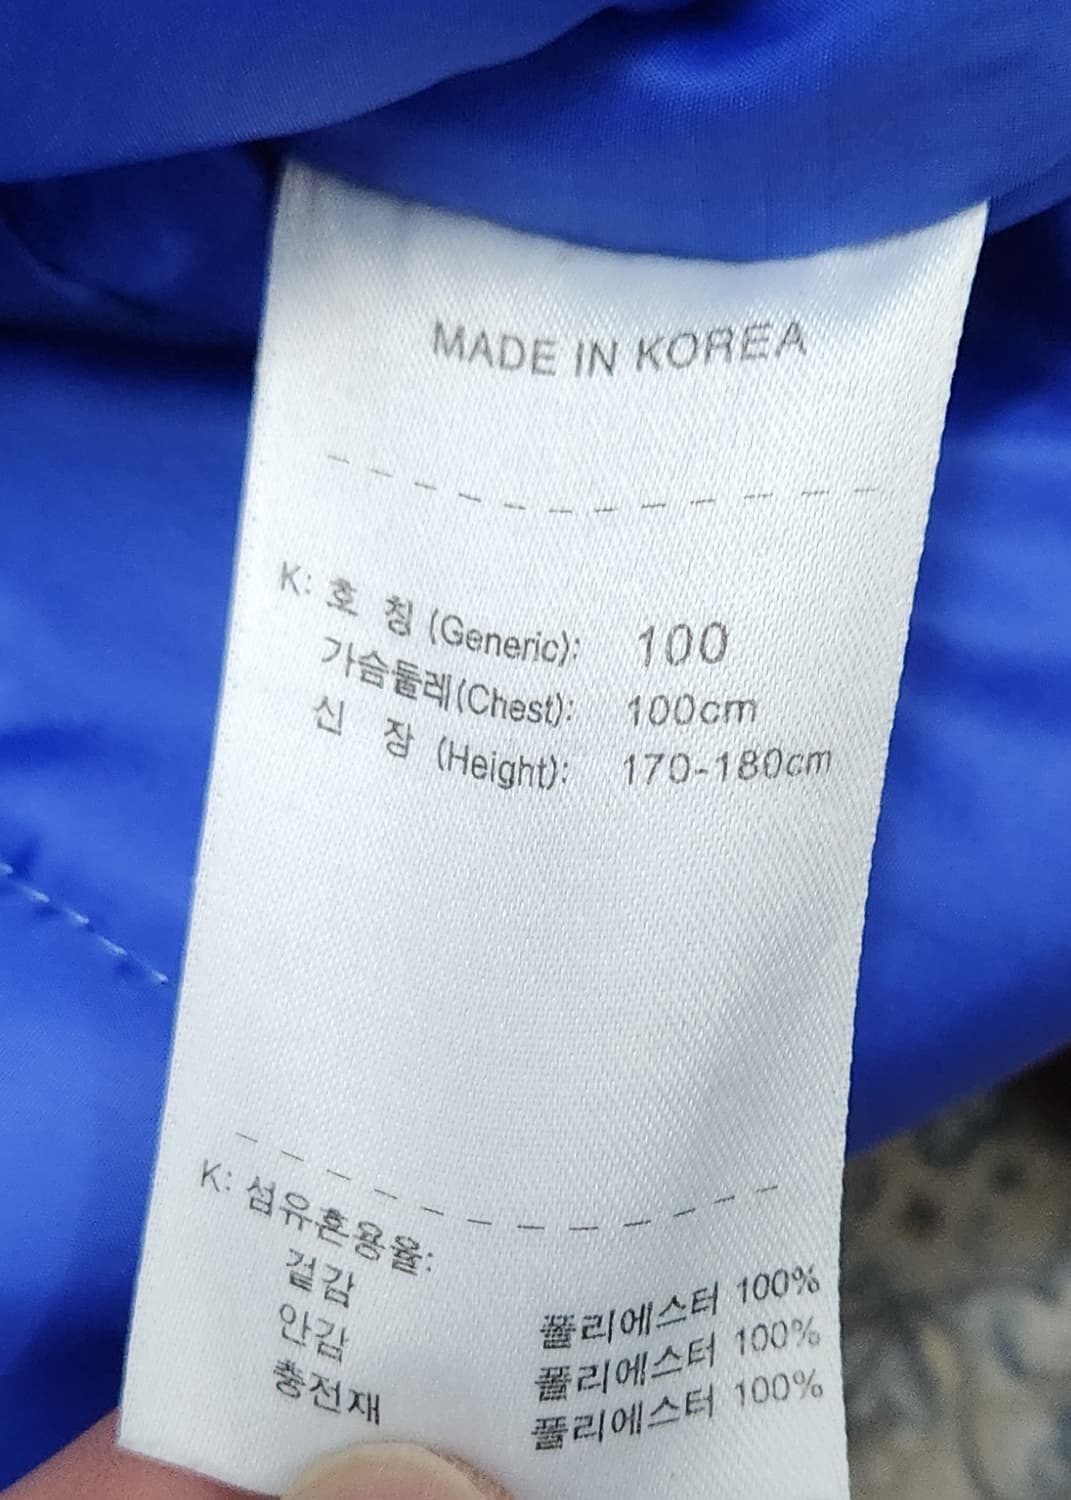 MADE IN KOREA
K: 호 칭 (Generic): 100
가슴둘레(Chest): 100cm
신 장 (Height): 170-180cm
K: 섬유혼용율:
겉감 폴리에스터 100%
안감 폴리에스터 100%
충전재 폴리에스터 100%